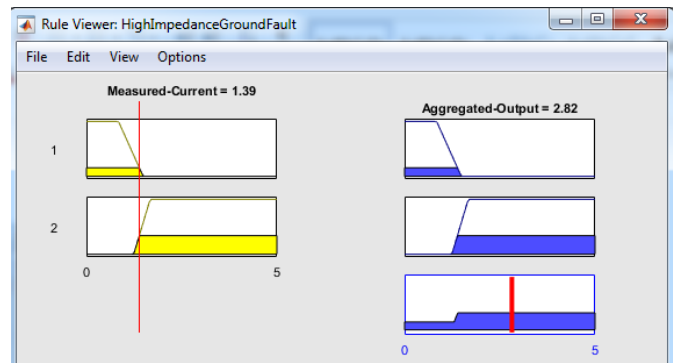 Rule Viewer: HighImpedanceGroundFault
File Edit View Options
Measured-Current = 1.39
Aggregated-Output = 2.82
1
2
0 5
0 5